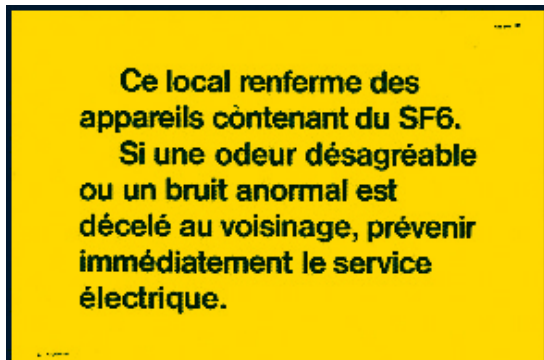 Ce local renferme des
appareils contenant du SF6.
Si une odeur désagréable
ou un bruit anormal est
décelé au voisinage, prévenir
immédiatement le service
électrique.